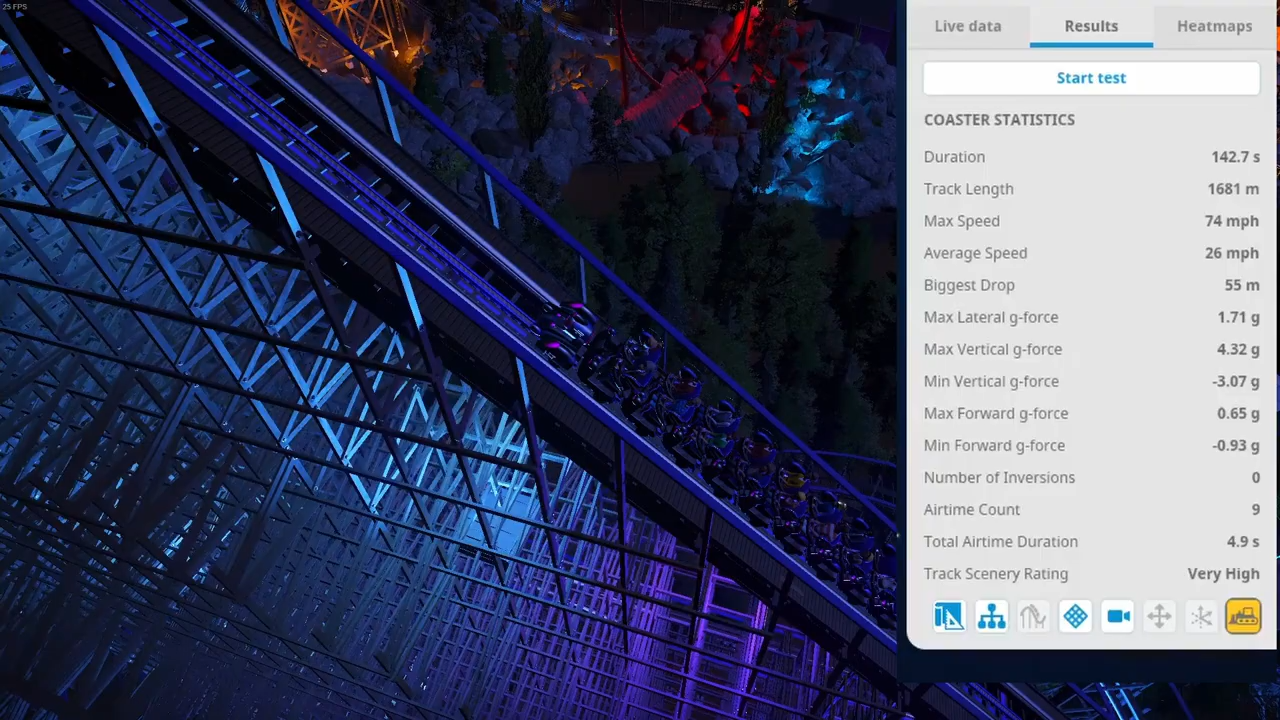 25 FPS
Live data Results Heatmaps
Start test
COASTER STATISTICS
Duration 142.7 s
Track Length 1681 m
Max Speed 74 mph
Average Speed 26 mph
Biggest Drop 55 m
Max Lateral g-force 1.71 g
Max Vertical g-force 4.32 g
Min Vertical g-force -3.07 g
Max Forward g-force 0.65 g
Min Forward g-force -0.93 g
Number of Inversions 0
Airtime Count 9
Total Airtime Duration 4.9 s
Track Scenery Rating Very High